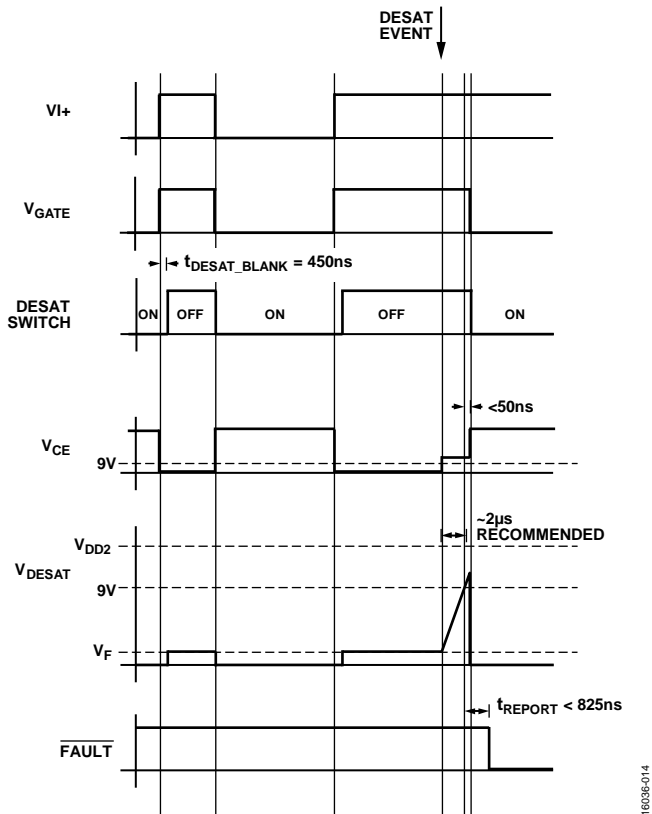 DESAT
EVENT
VI+
VGATE
tDESAT_BLANK = 450ns
DESAT
SWITCH
ON
OFF
ON
OFF
ON
<50ns
VCE
9V
~2µs
RECOMMENDED
VDD2
VDESAT
9V
VF
tREPORT < 825ns
FAULT
16036-014